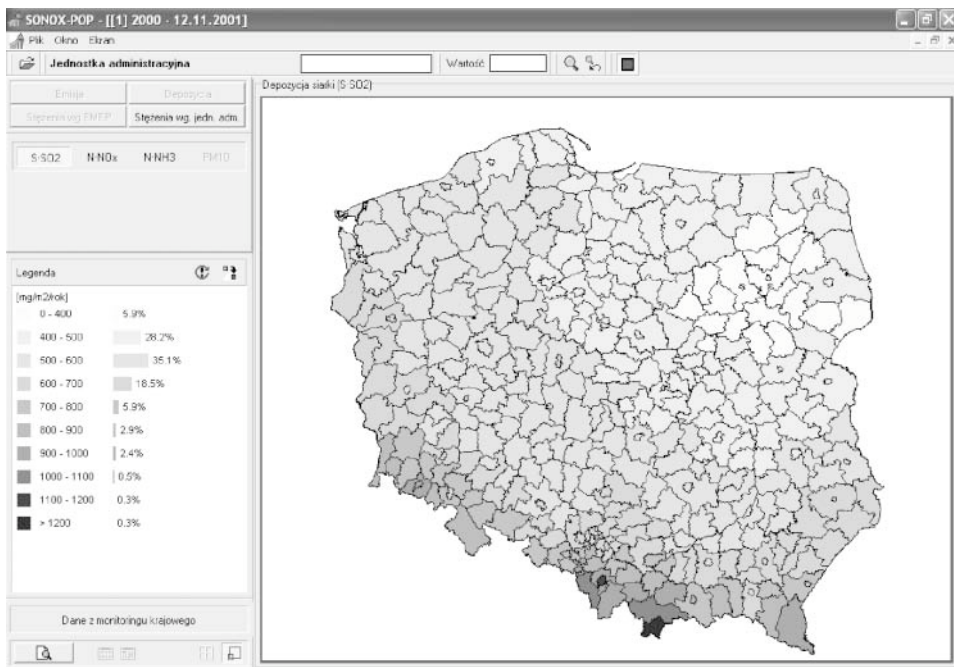 SONOX-POP - [[1] 2000 - 12.11.2001]
Plik Okno Ekran
Jednostka administracyjna Wartość
Emisja Depozycja
Stężenia wg EMEP Stężenia wg. jedn. adm.
S-SO2 N-NOx N-NH3 PM10
Depozycja siarki (S-SO2)
Legenda
[mg/m2/rok]
0 - 400 5.9%
400 - 500 28.2%
500 - 600 35.1%
600 - 700 18.5%
700 - 800 5.9%
800 - 900 2.9%
900 - 1000 2.4%
1000 - 1100 0.5%
1100 - 1200 0.3%
> 1200 0.3%
Dane z monitoringu krajowego